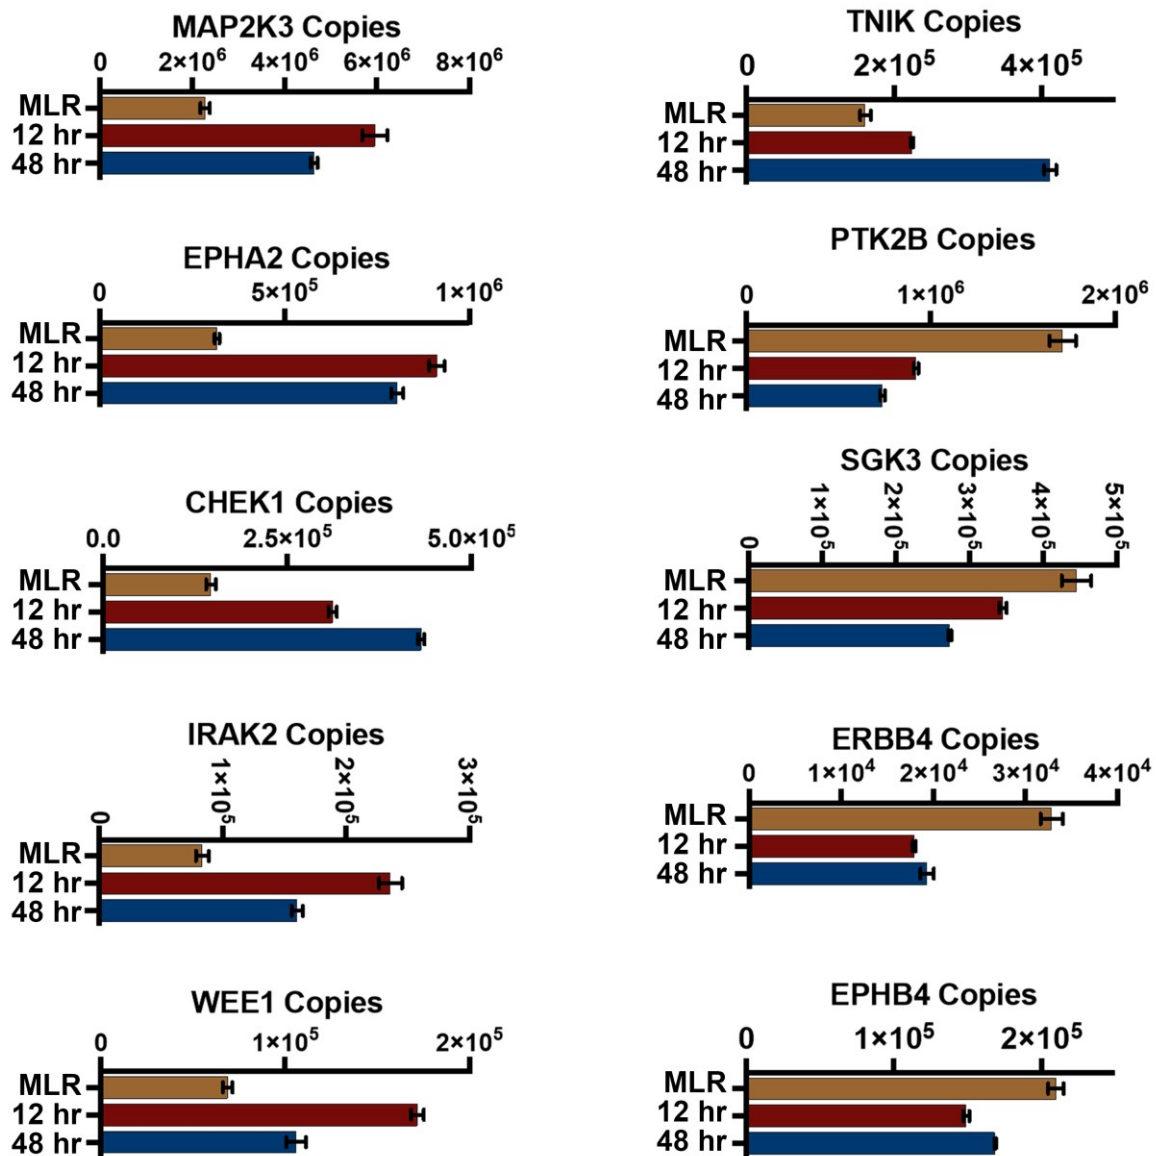 MAP2K3 Copies
0 2×10⁶ 4×10⁶ 6×10⁶ 8×10⁶
MLR
12 hr
48 hr
EPHA2 Copies
0 5×10⁵ 1×10⁶
MLR
12 hr
48 hr
CHEK1 Copies
0.0 2.5×10⁵ 5.0×10⁵
MLR
12 hr
48 hr
IRAK2 Copies
0 1×10⁵ 2×10⁵ 3×10⁵
MLR
12 hr
48 hr
WEE1 Copies
0 1×10⁵ 2×10⁵
MLR
12 hr
48 hr
TNIK Copies
0 2×10⁵ 4×10⁵
MLR
12 hr
48 hr
PTK2B Copies
0 1×10⁶ 2×10⁶
MLR
12 hr
48 hr
SGK3 Copies
0 1×10⁵ 2×10⁵ 3×10⁵ 4×10⁵ 5×10⁵
MLR
12 hr
48 hr
ERBB4 Copies
0 1×10⁴ 2×10⁴ 3×10⁴ 4×10⁴
MLR
12 hr
48 hr
EPHB4 Copies
0 1×10⁵ 2×10⁵
MLR
12 hr
48 hr